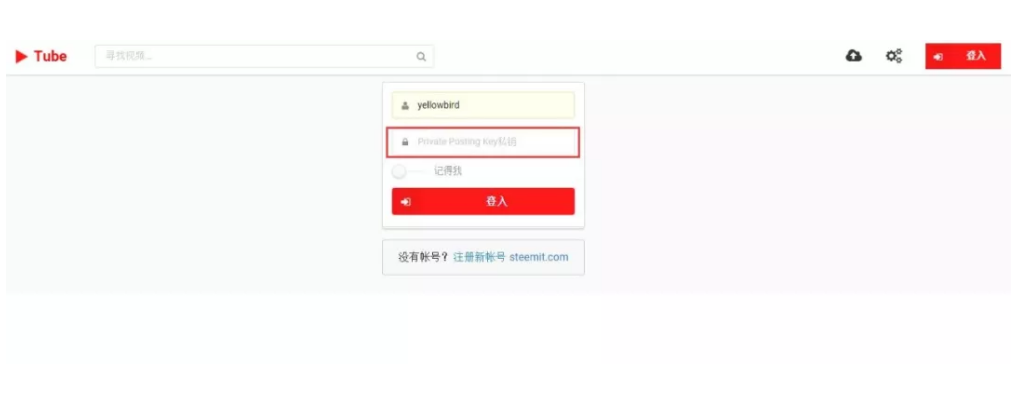 Tube
寻找视频...
登入
yellowbird
Private Posting Key私钥
记得我
登入
没有帐号? 注册新帐号 steemit.com